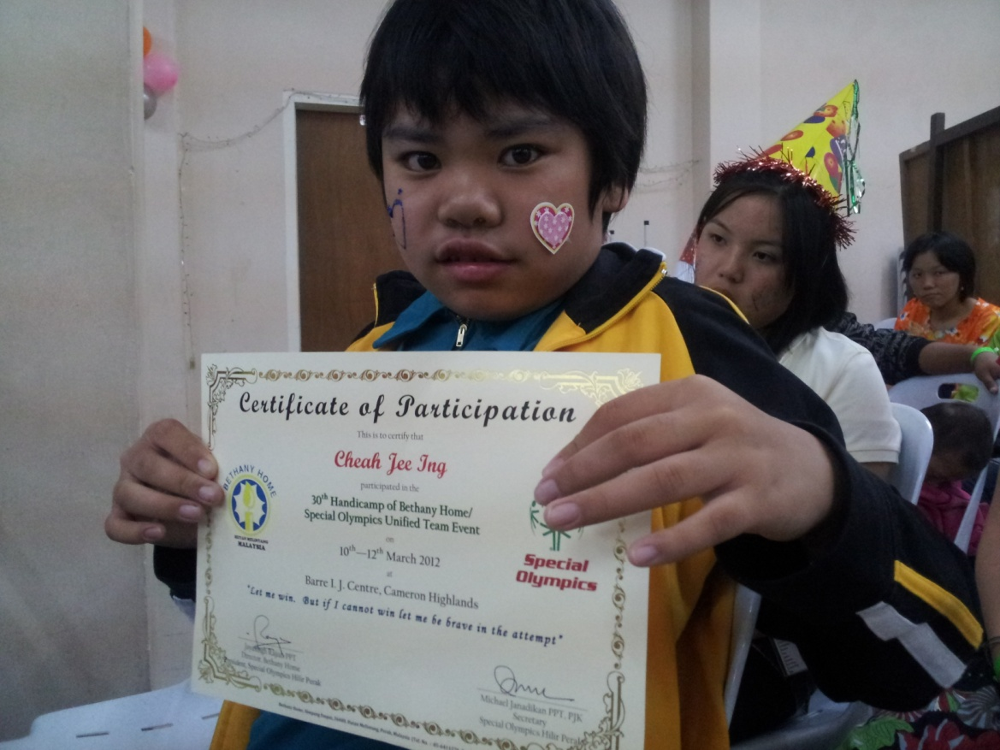 Certificate of Participation
This is to certify that
Cheah Jee Ing
participated in the
30th Handicamp of Bethany Home/
Special Olympics Unified Team Event
on
10th—12th March 2012
at
Barre I. J. Centre, Cameron Highlands
"Let me win. But if I cannot win let me be brave in the attempt"
BETHANY HOME
MALAYSIA
Special
Olympics
PPT
Director, Bethany Home
President, Special Olympics Hilir Perak
Michael Janadikan PPT, PJK
Secretary
Special Olympics Hilir Perak